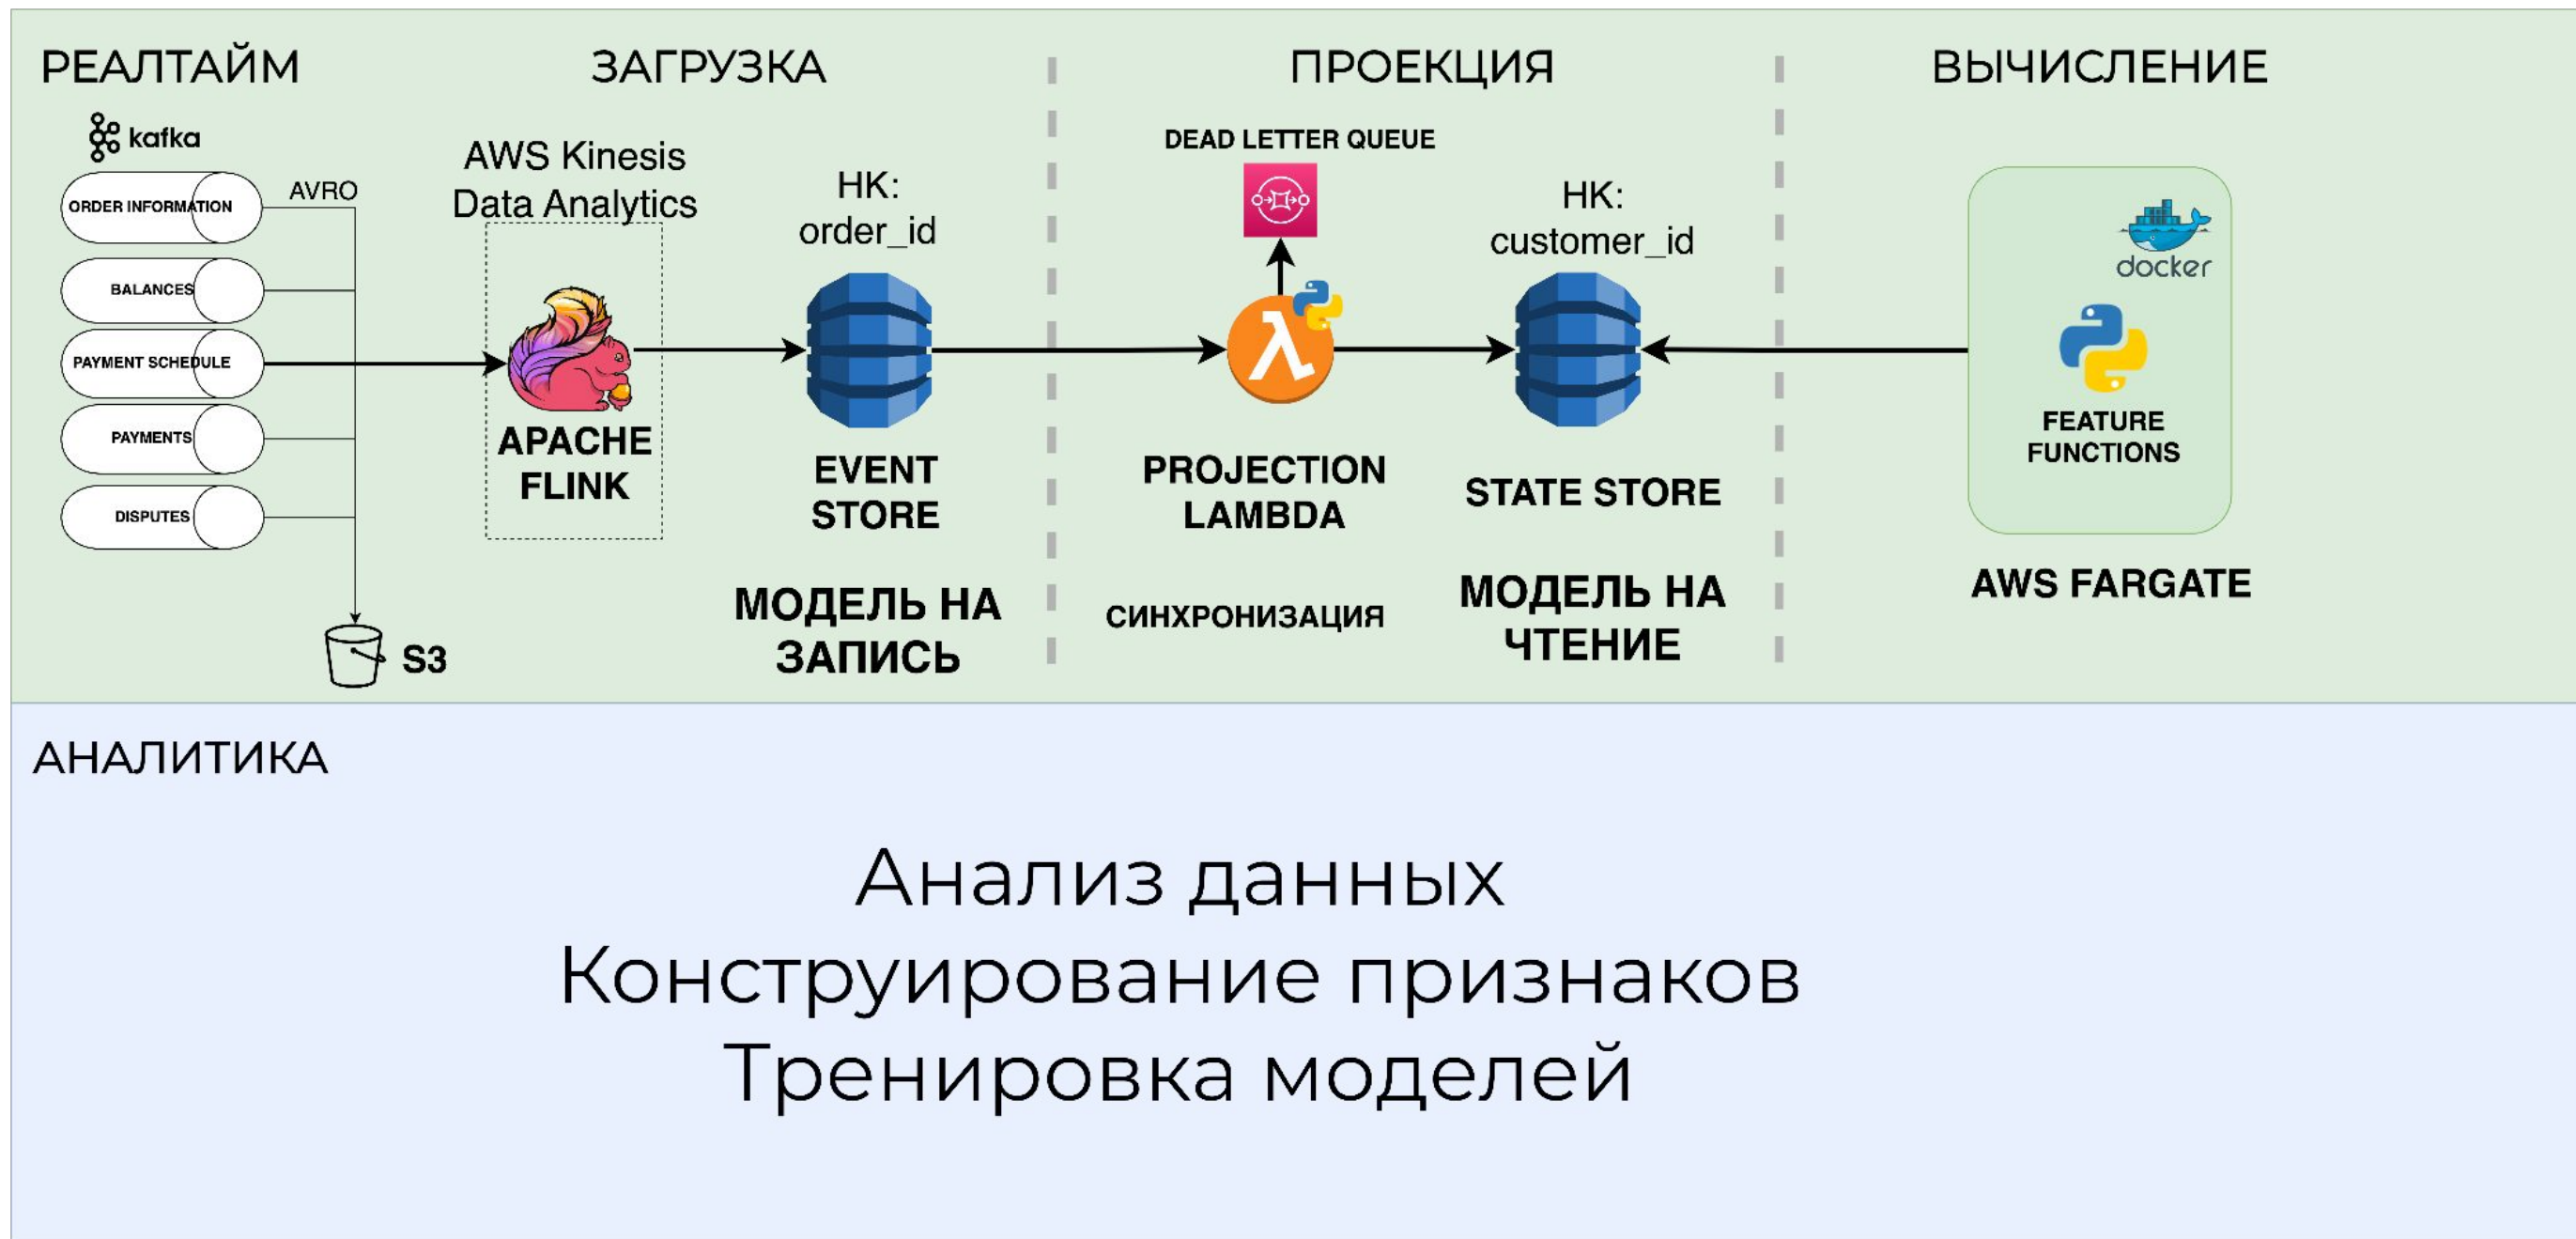 РЕАЛТАЙМ
ЗАГРУЗКА
ПРОЕКЦИЯ
ВЫЧИСЛЕНИЕ
kafka
ORDER INFORMATION
AVRO
BALANCES
PAYMENT SCHEDULE
PAYMENTS
DISPUTES
S3
AWS Kinesis
Data Analytics
APACHE
FLINK
HK:
order_id
EVENT
STORE
МОДЕЛЬ НА
ЗАПИСЬ
DEAD LETTER QUEUE
PROJECTION
LAMBDA
СИНХРОНИЗАЦИЯ
HK:
customer_id
STATE STORE
МОДЕЛЬ НА
ЧТЕНИЕ
docker
FEATURE
FUNCTIONS
AWS FARGATE
АНАЛИТИКА
Анализ данных
Конструирование признаков
Тренировка моделей